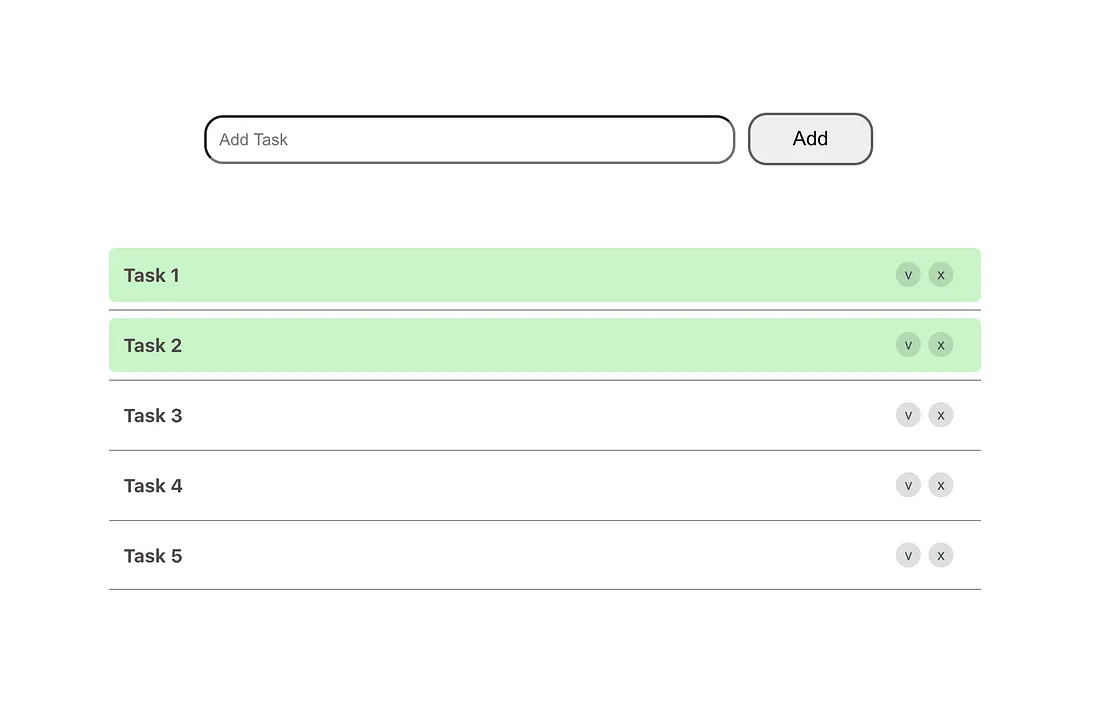 Add Task Add
Task 1 v x
Task 2 v x
Task 3 v x
Task 4 v x
Task 5 v x